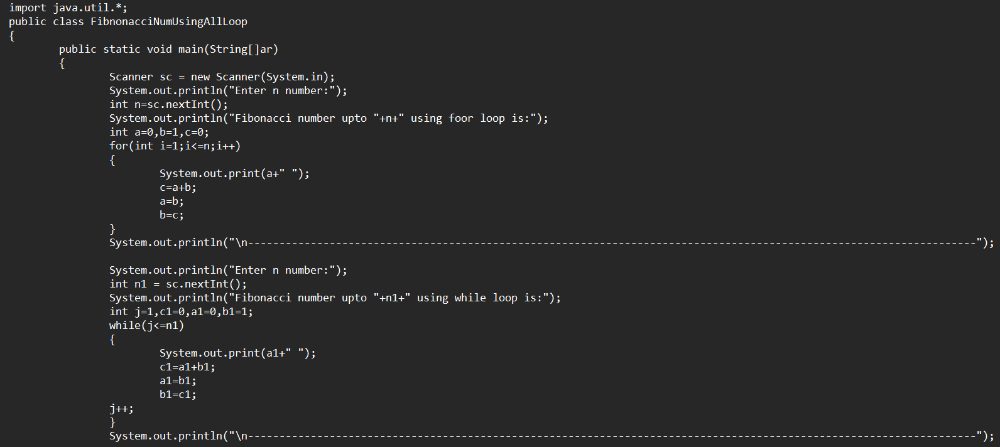 import java.util.*;
public class FibnonacciNumUsingAllLoop
{
        public static void main(String[]ar)
        {
                Scanner sc = new Scanner(System.in);
                System.out.println("Enter n number:");
                int n=sc.nextInt();
                System.out.println("Fibonacci number upto "+n+" using foor loop is:");
                int a=0,b=1,c=0;
                for(int i=1;i<=n;i++)
                {
                        System.out.print(a+" ");
                        c=a+b;
                        a=b;
                        b=c;
                }
                System.out.println("\n--------------------------------------------------------------------------------------------------------------------");

                System.out.println("Enter n number:");
                int n1 = sc.nextInt();
                System.out.println("Fibonacci number upto "+n1+" using while loop is:");
                int j=1,c1=0,a1=0,b1=1;
                while(j<=n1)
                {
                        System.out.print(a1+" ");
                        c1=a1+b1;
                        a1=b1;
                        b1=c1;
                j++;
                }
                System.out.println("\n--------------------------------------------------------------------------------------------------------------------");